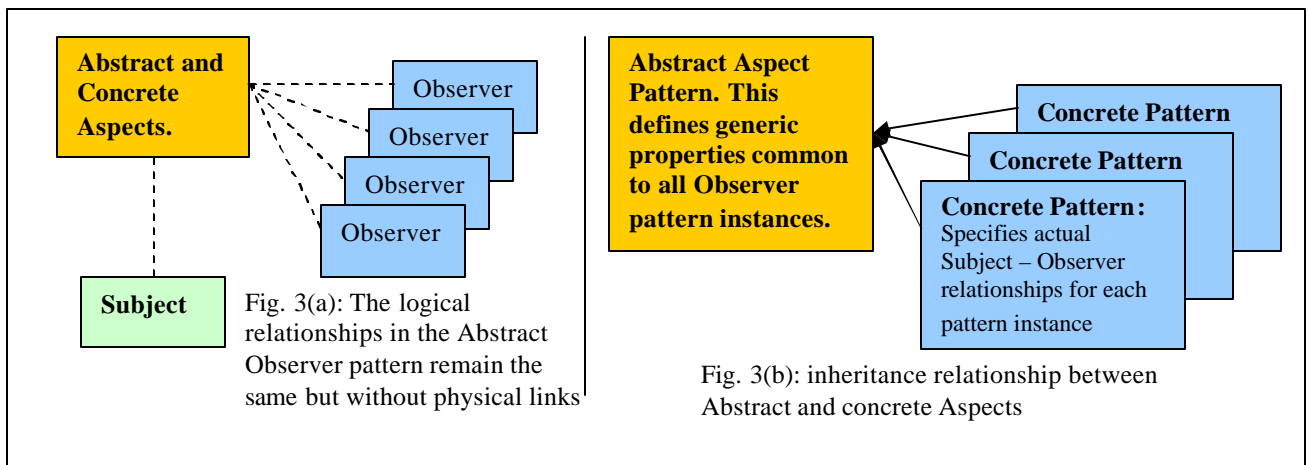 Abstract and
Concrete
Aspects.
Observer
Observer
Observer
Observer
Subject
Fig. 3(a): The logical
relationships in the Abstract
Observer pattern remain the
same but without physical links
Abstract Aspect
Pattern. This
defines generic
properties common
to all Observer
pattern instances.
Concrete Pattern
Concrete Pattern
Concrete Pattern:
Specifies actual
Subject – Observer
relationships for each
pattern instance
Fig. 3(b): inheritance relationship between
Abstract and concrete Aspects